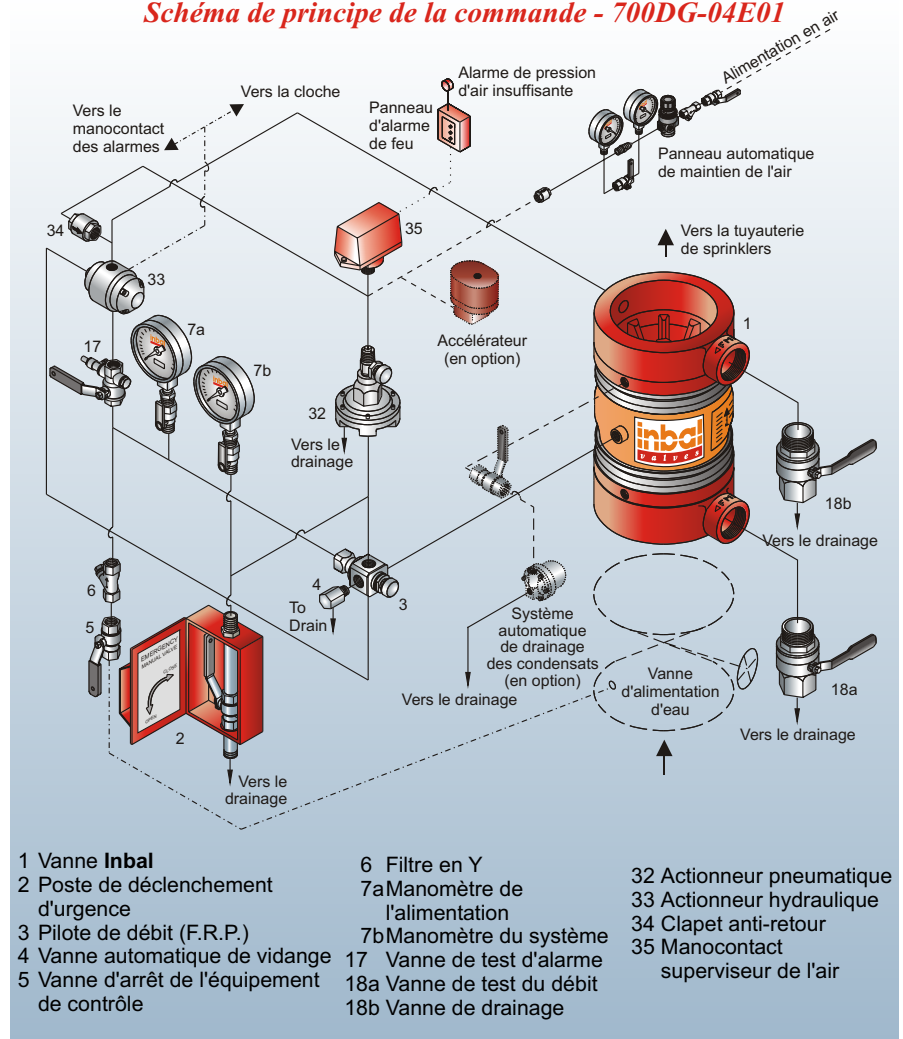 Schéma de principe de la commande - 700DG-04E01
Alimentation en air
Alarme de pression
d'air insuffisante
Vers la cloche
Vers le
manocontact
des alarmes
Panneau
d'alarme
de feu
Panneau automatique
de maintien de l'air
34
35
Vers la tuyauterie
de sprinklers
33
1
7a
17
Accélérateur
(en option)
7b
32
Vers le
drainage
inbal
valves
18b
Vers le drainage
4
3
6
To
Drain
5
Système
automatique
de drainage
des condensats
(en option)
EMERGENCY
MANUAL VALVE
CLOSE
OPEN
Vanne
d'alimentation
d'eau
18a
Vers le drainage
Vers le drainage
2
Vers le
drainage
1 Vanne Inbal
2 Poste de déclenchement
d'urgence
3 Pilote de débit (F.R.P.)
4 Vanne automatique de vidange
5 Vanne d'arrêt de l'équipement
de contrôle
6 Filtre en Y
7a Manomètre de
l'alimentation
7b Manomètre du système
17 Vanne de test d'alarme
18a Vanne de test du débit
18b Vanne de drainage
32 Actionneur pneumatique
33 Actionneur hydraulique
34 Clapet anti-retour
35 Manocontact
superviseur de l'air